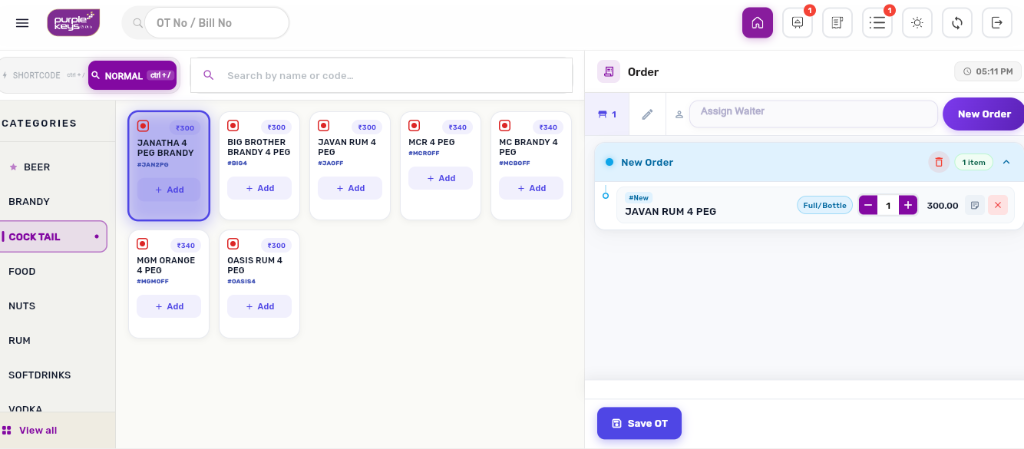 purple keys
OT No / Bill No
1
1
SHORTCODE ctrl+/
NORMAL ctrl+/
Search by name or code...
Order
05:11 PM
1
Assign Waiter
New Order
CATEGORIES
BEER
BRANDY
COCK TAIL
FOOD
NUTS
RUM
SOFTDRINKS
VODKA
View all
₹300
JANATHA 4
PEG BRANDY
#JAN2PG
+ Add
₹300
BIG BROTHER
BRANDY 4 PEG
#BIG4
+ Add
₹300
JAVAN RUM 4
PEG
#JAOFF
+ Add
₹340
MCR 4 PEG
#MCROFF
+ Add
₹340
MC BRANDY 4
PEG
#MCBOFF
+ Add
₹340
MGM ORANGE
4 PEG
#MGMOFF
+ Add
₹300
OASIS RUM 4
PEG
#OASIS4
+ Add
New Order
1 item
#New
JAVAN RUM 4 PEG
Full/Bottle
− 1 +
300.00
Save OT